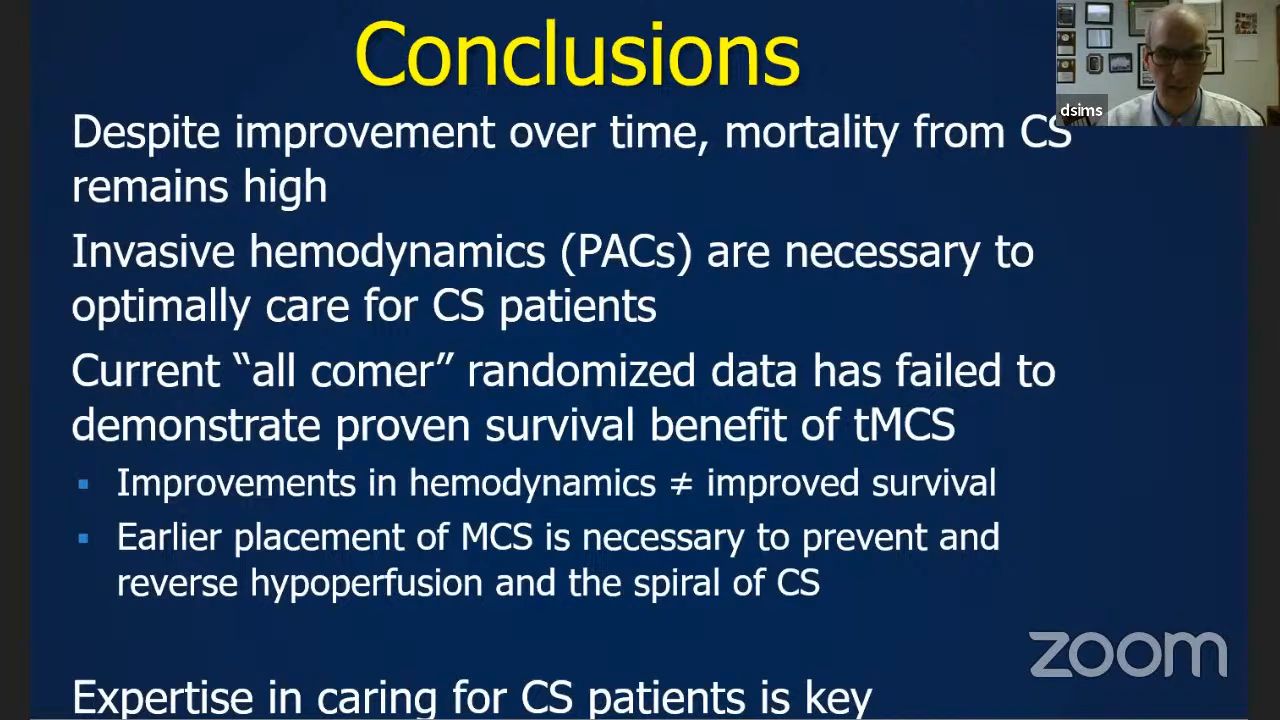 Conclusions
dsims
Despite improvement over time, mortality from CS
remains high
Invasive hemodynamics (PACs) are necessary to
optimally care for CS patients
Current “all comer” randomized data has failed to
demonstrate proven survival benefit of tMCS
▪ Improvements in hemodynamics ≠ improved survival
▪ Earlier placement of MCS is necessary to prevent and
reverse hypoperfusion and the spiral of CS
zoom
Expertise in caring for CS patients is key